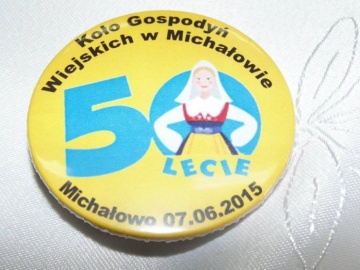 Koło Gospodyń
Wiejskich w Michałowie
50
LECIE
Michałowo 07.06.2015